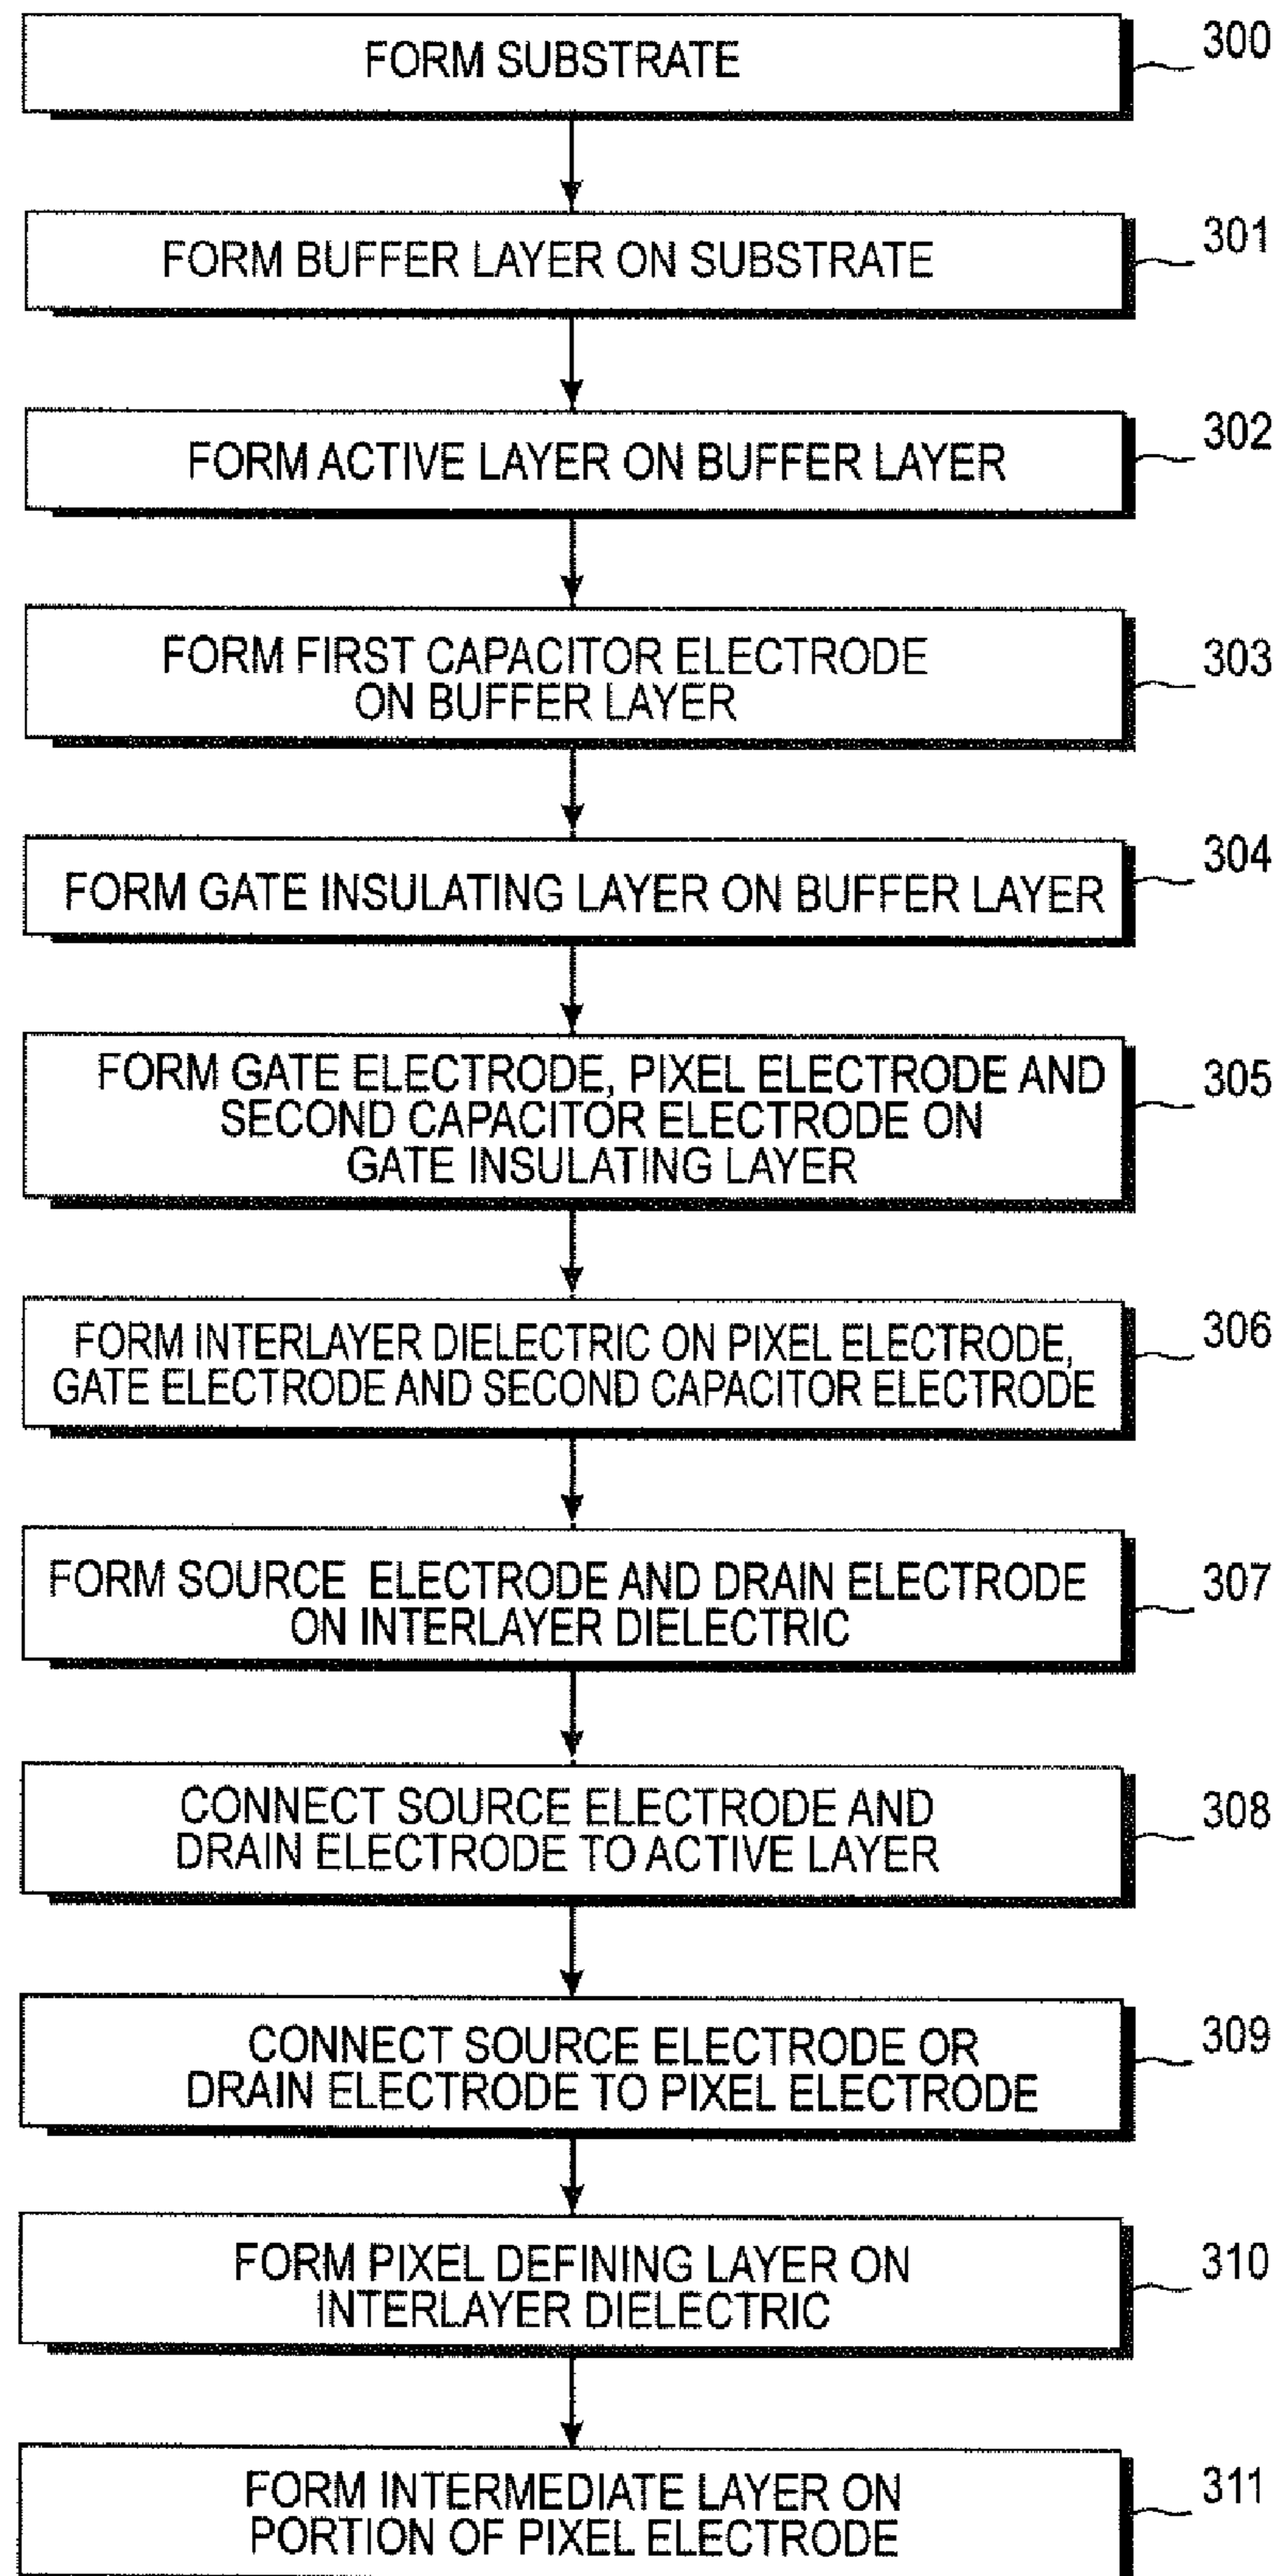 FORM SUBSTRATE
300
FORM BUFFER LAYER ON SUBSTRATE
301
FORM ACTIVE LAYER ON BUFFER LAYER
302
FORM FIRST CAPACITOR ELECTRODE
ON BUFFER LAYER
303
FORM GATE INSULATING LAYER ON BUFFER LAYER
304
FORM GATE ELECTRODE, PIXEL ELECTRODE AND
SECOND CAPACITOR ELECTRODE ON
GATE INSULATING LAYER
305
FORM INTERLAYER DIELECTRIC ON PIXEL ELECTRODE,
GATE ELECTRODE AND SECOND CAPACITOR ELECTRODE
306
FORM SOURCE ELECTRODE AND DRAIN ELECTRODE
ON INTERLAYER DIELECTRIC
307
CONNECT SOURCE ELECTRODE AND
DRAIN ELECTRODE TO ACTIVE LAYER
308
CONNECT SOURCE ELECTRODE OR
DRAIN ELECTRODE TO PIXEL ELECTRODE
309
FORM PIXEL DEFINING LAYER ON
INTERLAYER DIELECTRIC
310
FORM INTERMEDIATE LAYER ON
PORTION OF PIXEL ELECTRODE
311